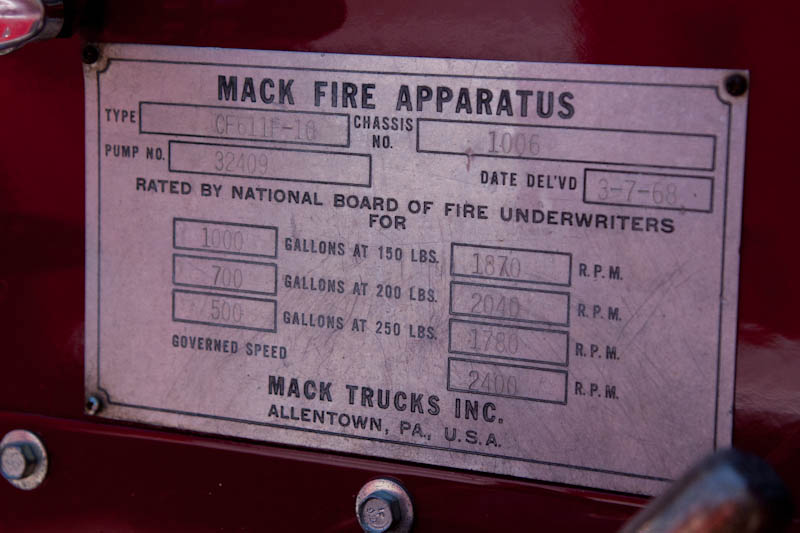 MACK FIRE APPARATUS
TYPE CF611F-18 CHASSIS NO. 1006
PUMP NO. 32409 DATE DEL'VD 3-7-68
RATED BY NATIONAL BOARD OF FIRE UNDERWRITERS
FOR
1000 GALLONS AT 150 LBS. 1870 R.P.M.
700 GALLONS AT 200 LBS. 2040 R.P.M.
500 GALLONS AT 250 LBS. 1780 R.P.M.
GOVERNED SPEED 2400 R.P.M.
MACK TRUCKS INC.
ALLENTOWN, PA., U.S.A.